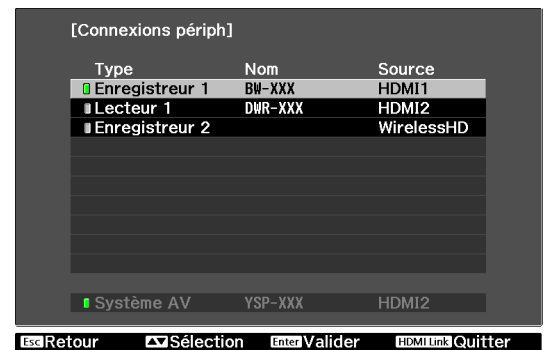 [Connexions périph]
Type Nom Source
Enregistreur 1 BW-XXX HDMI1
Lecteur 1 DWR-XXX HDMI2
Enregistreur 2 WirelessHD
Système AV YSP-XXX HDMI2
Esc Retour ▲▼ Sélection Enter Valider HDMI Link Quitter